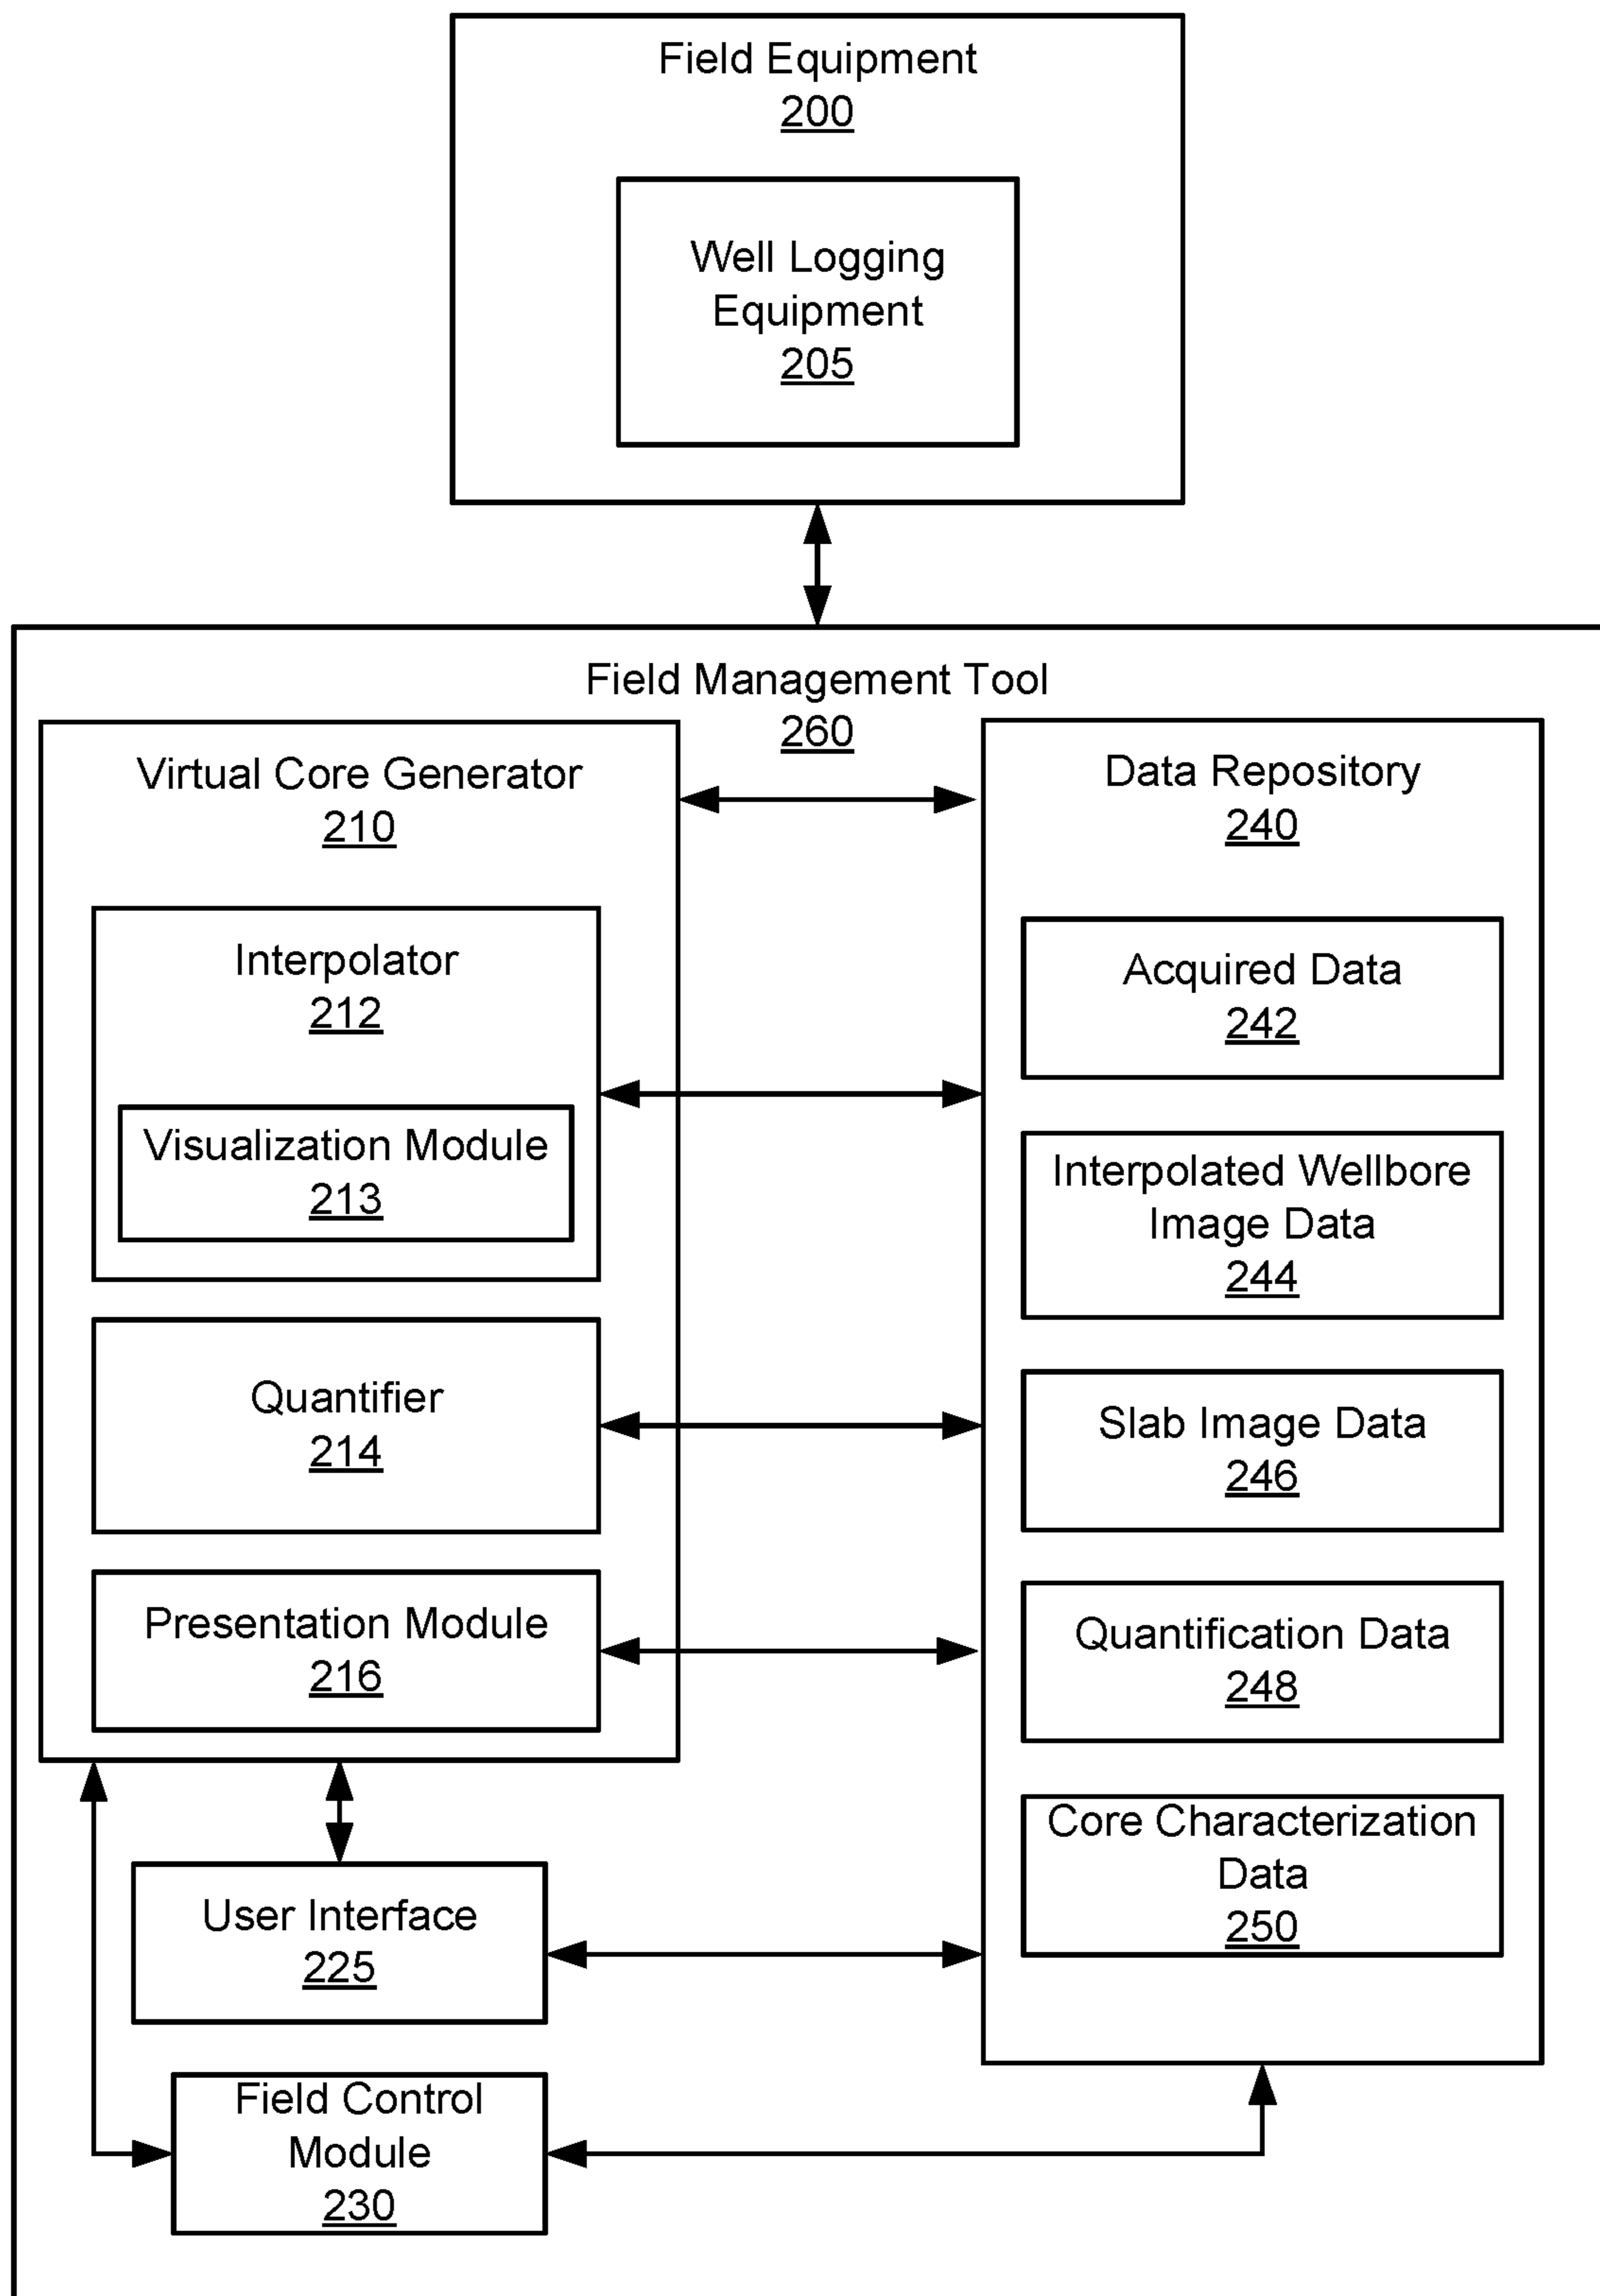 Field Equipment
200
Well Logging
Equipment
205
Field Management Tool
260
Virtual Core Generator
210
Interpolator
212
Visualization Module
213
Quantifier
214
Presentation Module
216
User Interface
225
Field Control
Module
230
Data Repository
240
Acquired Data
242
Interpolated Wellbore
Image Data
244
Slab Image Data
246
Quantification Data
248
Core Characterization
Data
250